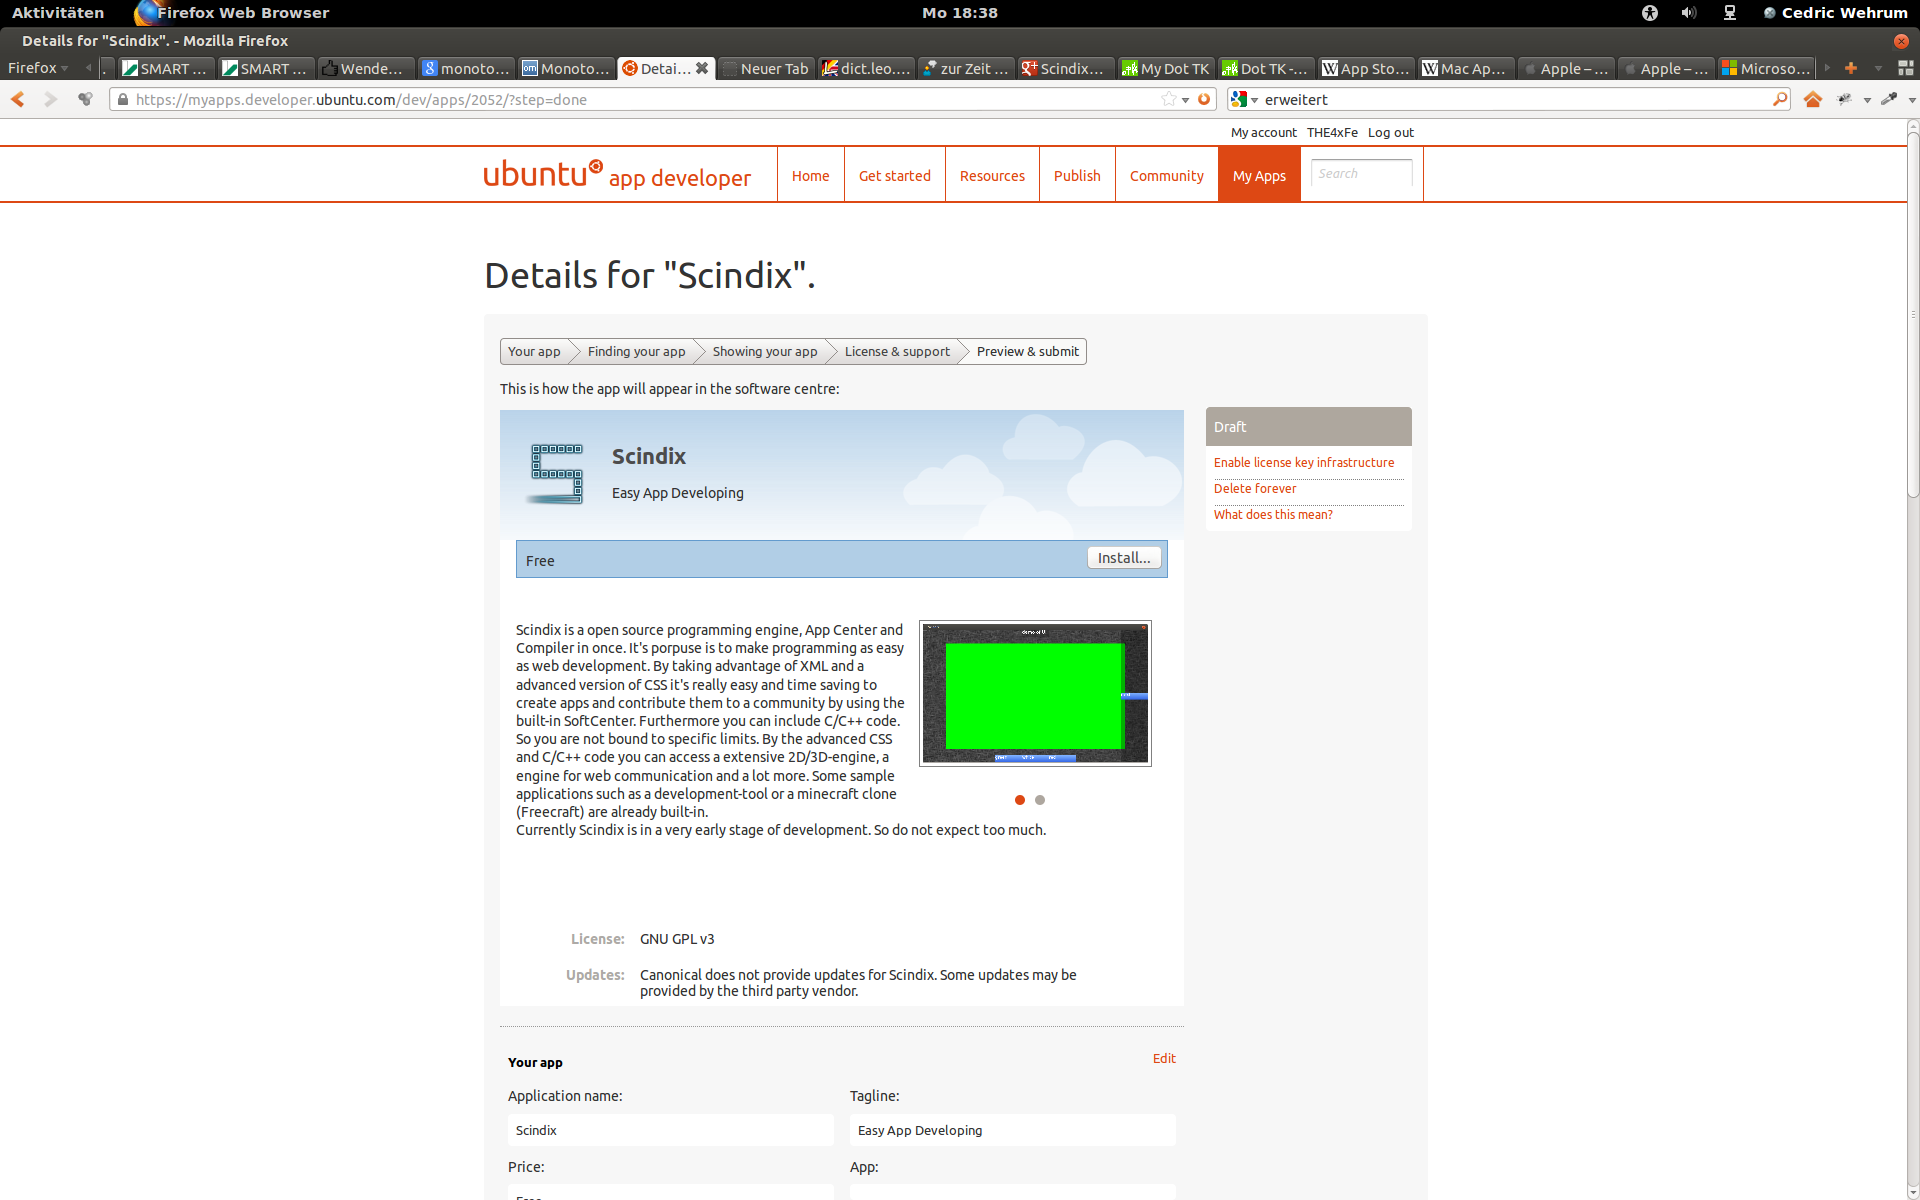 Aktivitäten Firefox Web Browser Mo 18:38 Cedric Wehrum
Details for "Scindix". - Mozilla Firefox
Firefox . SMART ... SMART ... Wende... monoto... Monoto... Detai... Neuer Tab dict.leo.... zur Zeit ... Scindix... My Dot TK Dot TK -... App Sto... Mac Ap... Apple – ... Apple – ... Microso...
https://myapps.developer.ubuntu.com/dev/apps/2052/?step=done erweitert
My account THE4xFe Log out
ubuntu app developer Home Get started Resources Publish Community My Apps Search
Details for "Scindix".
Your app Finding your app Showing your app License & support Preview & submit
This is how the app will appear in the software centre:
Draft
Enable license key infrastructure
Delete forever
What does this mean?
Scindix
Easy App Developing
Free Install...
Scindix is a open source programming engine, App Center and
Compiler in once. It's porpuse is to make programming as easy
as web development. By taking advantage of XML and a
advanced version of CSS it's really easy and time saving to
create apps and contribute them to a community by using the
built-in SoftCenter. Furthermore you can include C/C++ code.
So you are not bound to specific limits. By the advanced CSS
and C/C++ code you can access a extensive 2D/3D-engine, a
engine for web communication and a lot more. Some sample
applications such as a development-tool or a minecraft clone
(Freecraft) are already built-in.
Currently Scindix is in a very early stage of development. So do not expect too much.
License: GNU GPL v3
Updates: Canonical does not provide updates for Scindix. Some updates may be
provided by the third party vendor.
Your app Edit
Application name: Tagline:
Scindix Easy App Developing
Price: App:
Free